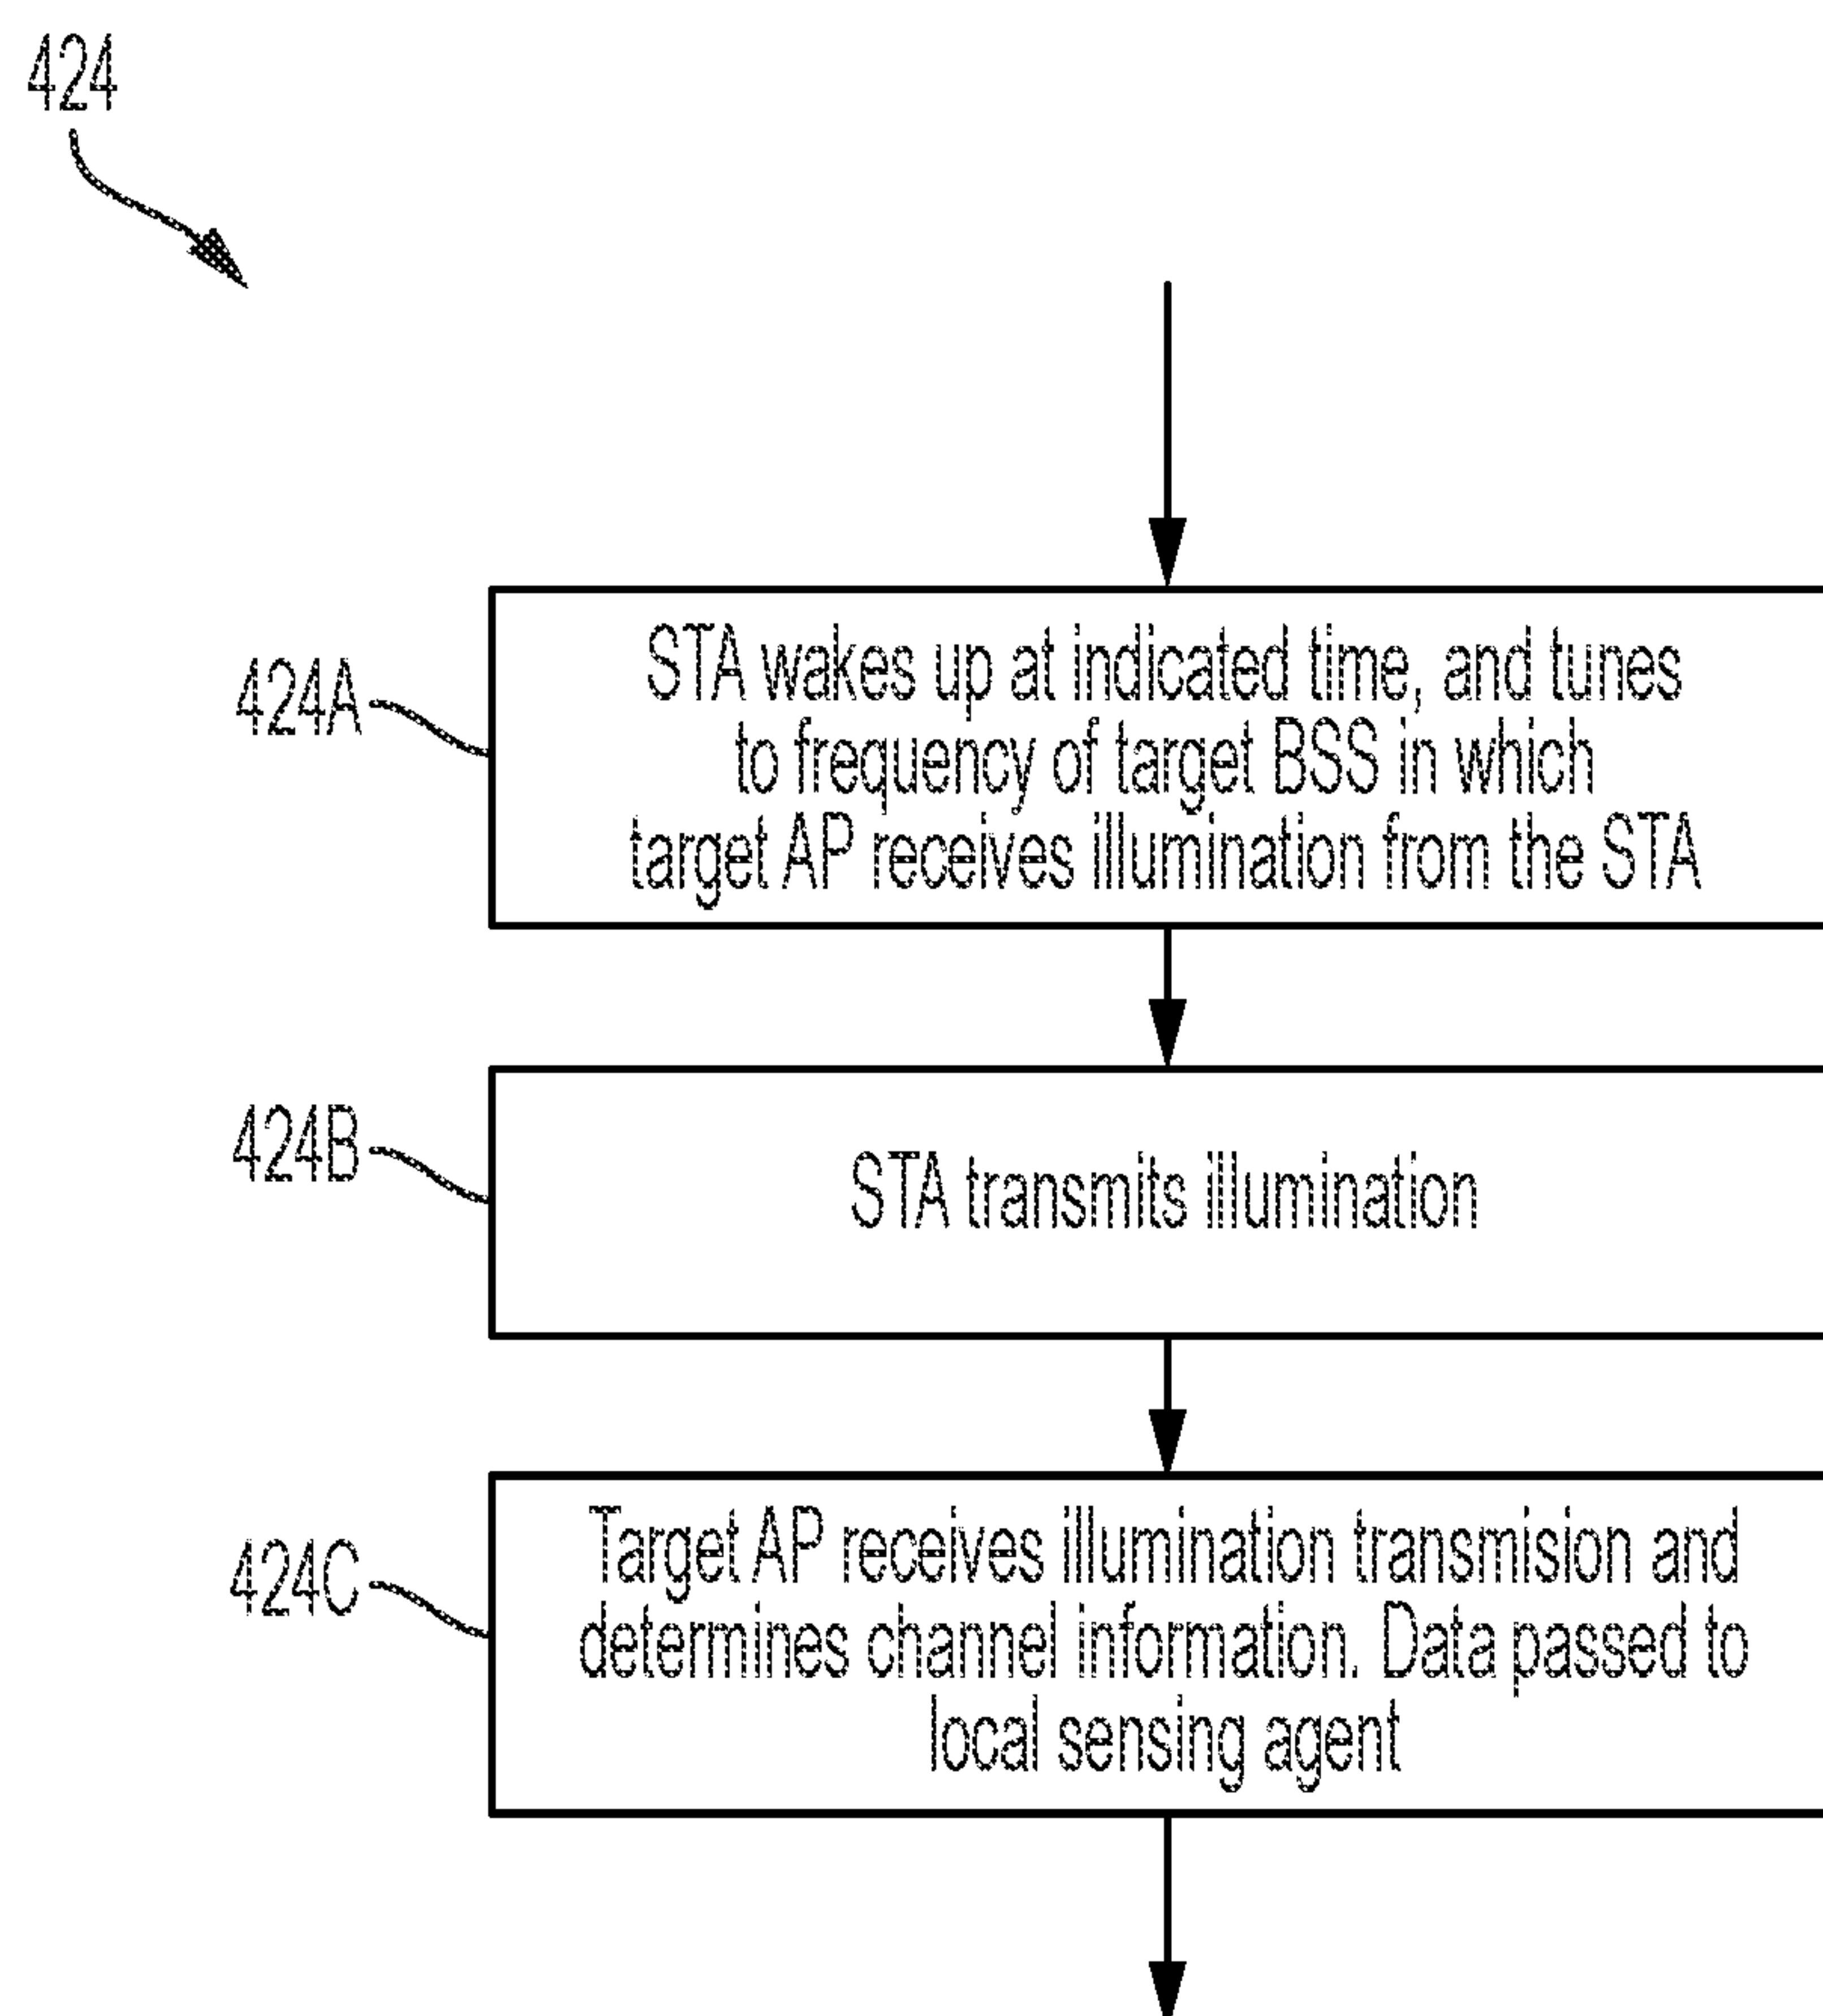 424
424A
STA wakes up at indicated time, and tunes
to frequency of target BSS in which
target AP receives illumination from the STA
424B
STA transmits illumination
424C
Target AP receives illumination transmision and
determines channel information. Data passed to
local sensing agent